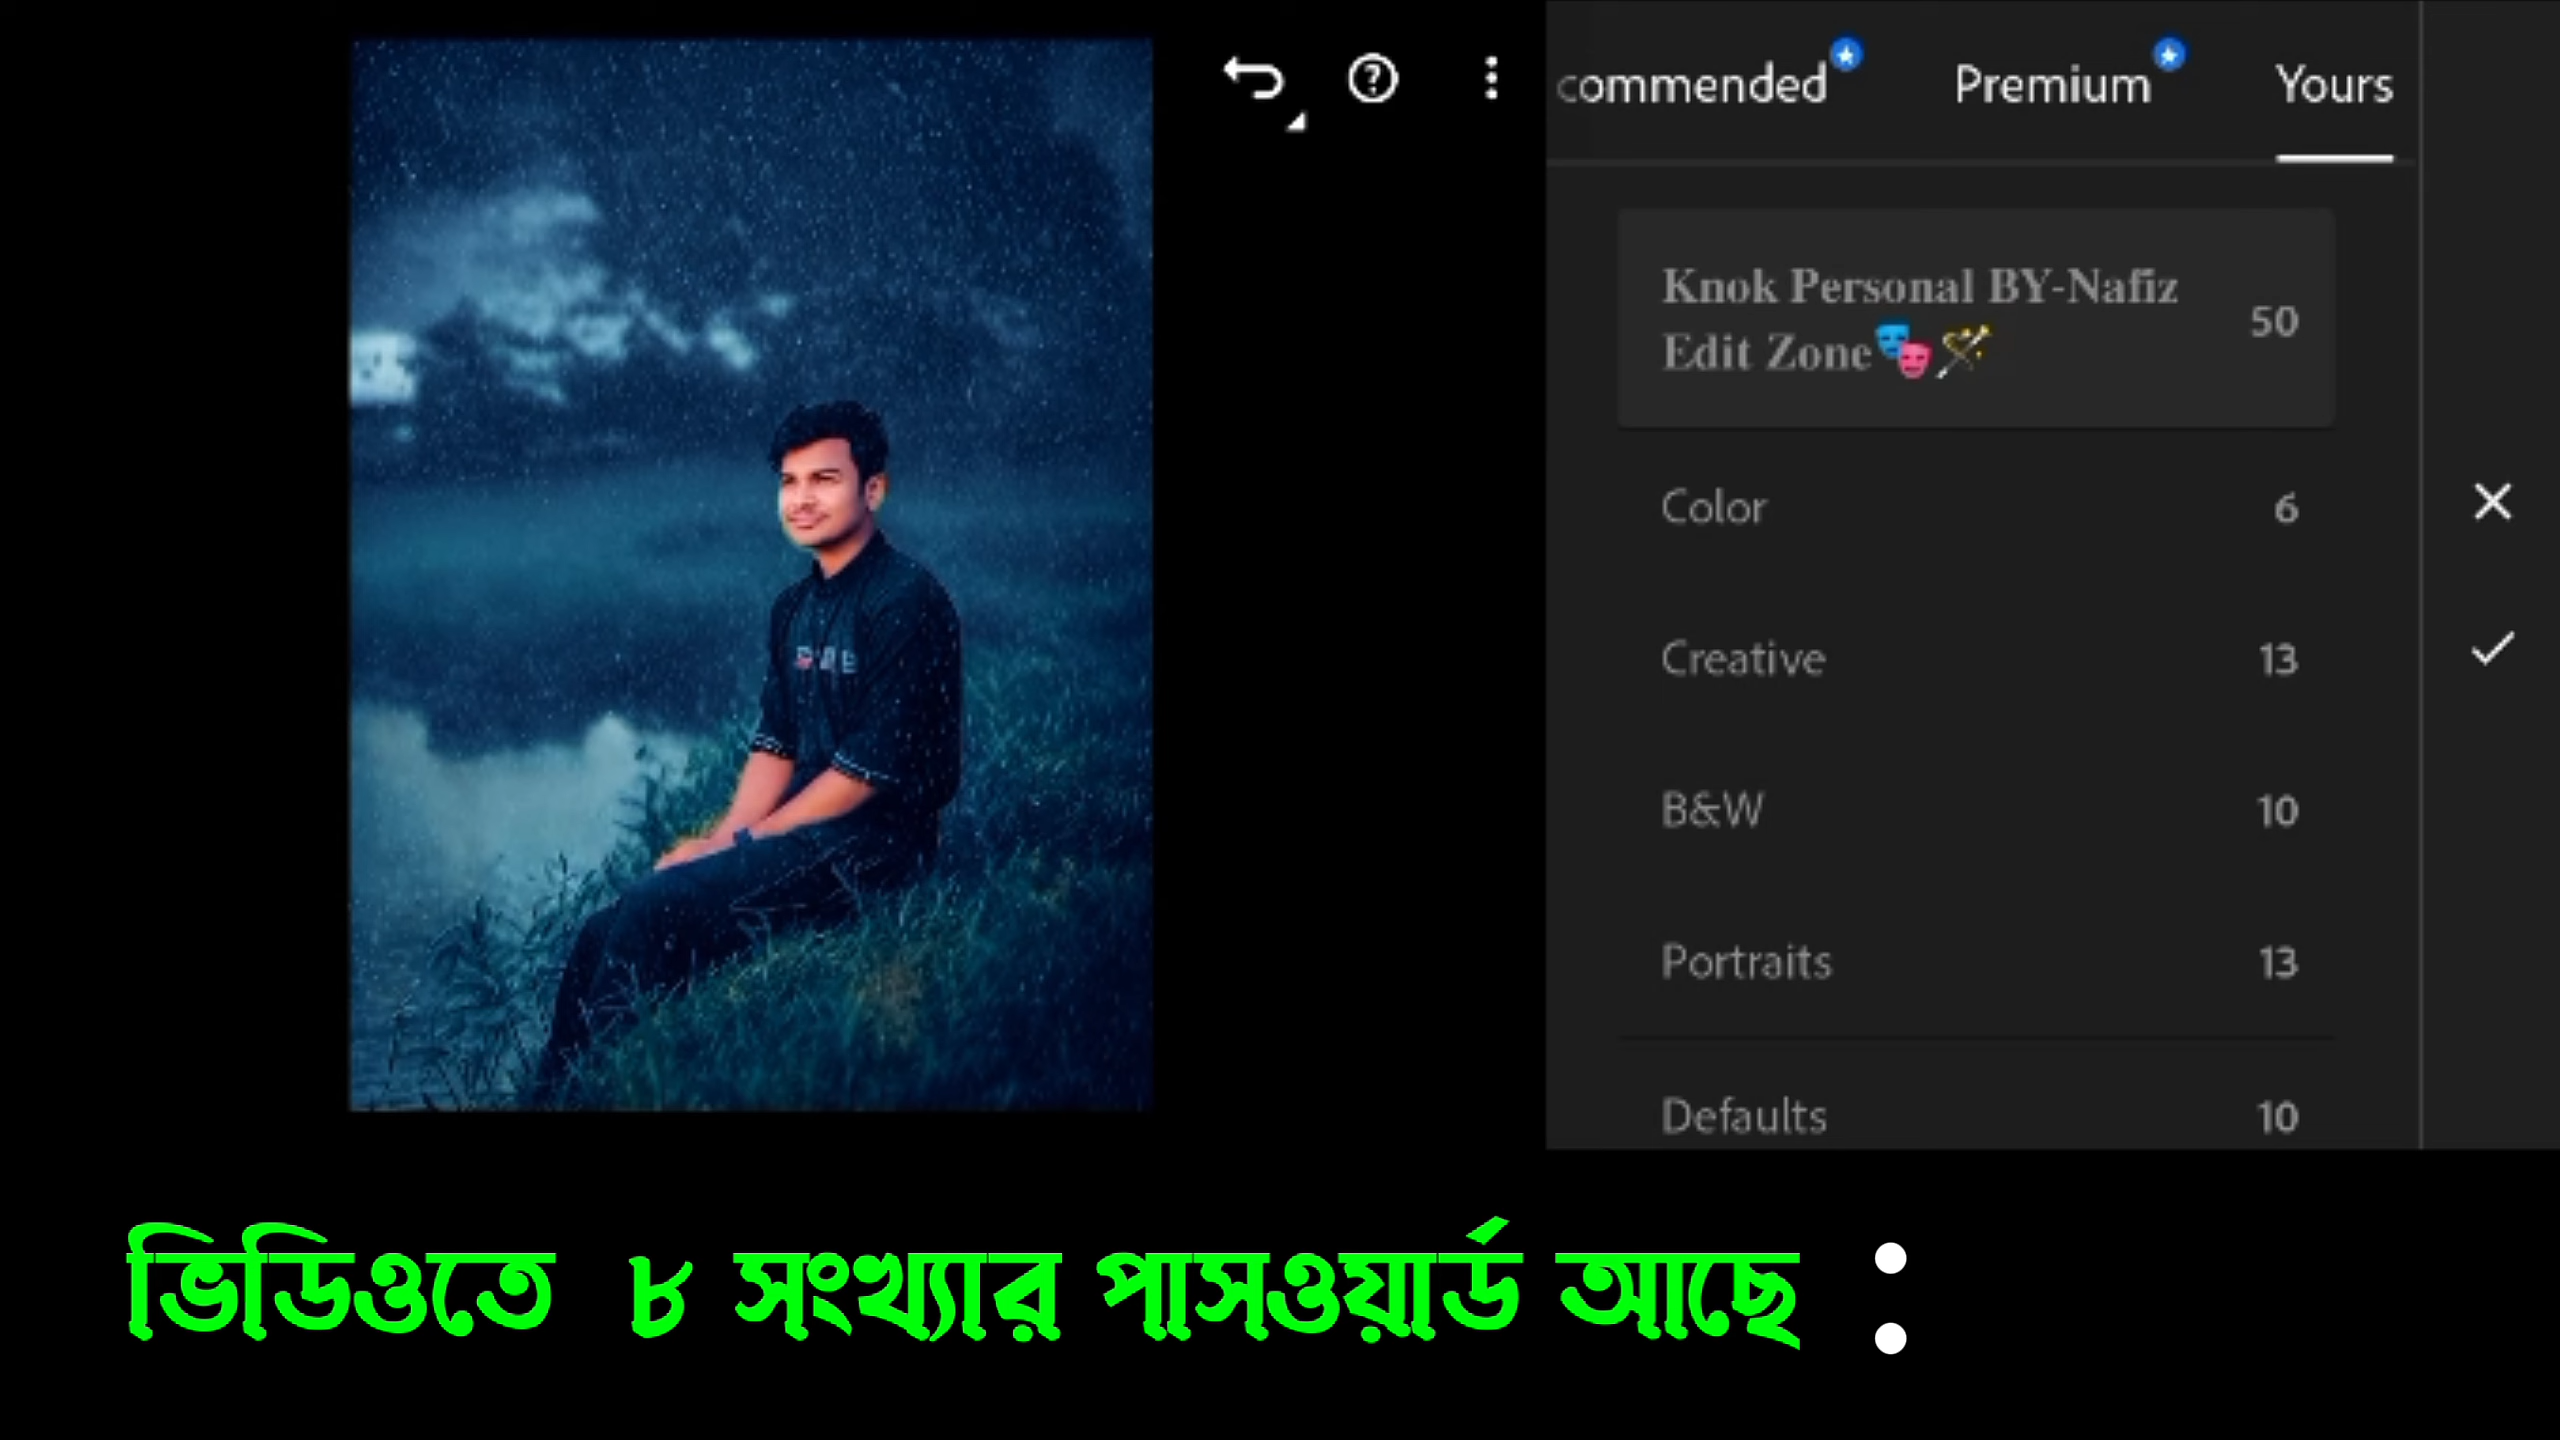 commended
Premium
Yours
Knok Personal BY-Nafiz
Edit Zone🎭🪄
50
Color 6
Creative 13
B&W 10
Portraits 13
Defaults 10
ভিডিওতে ৮ সংখ্যার পাসওয়ার্ড আছে :